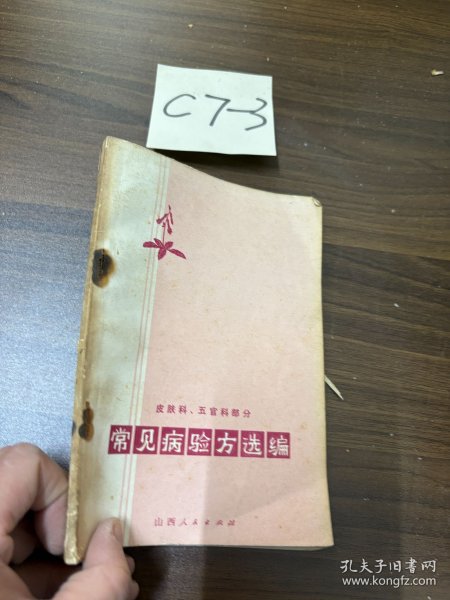 C7-3
皮肤科、五官科部分
常见病验方选编
山西人民出版社
孔夫子旧书网
www.kongfz.com